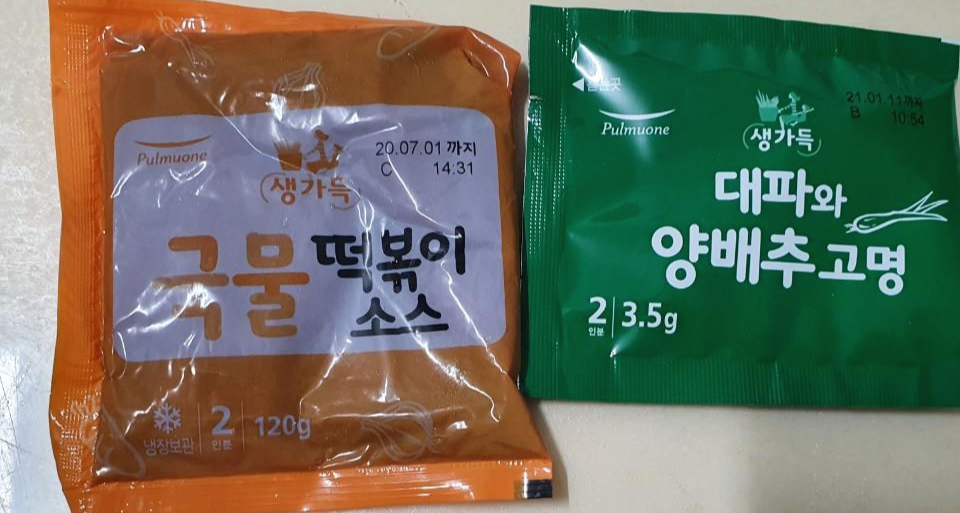 Pulmuone
생가득
20.07.01 까지
C 14:31
국물 떡볶이
소스
냉장보관
2
인분
120g
Pulmuone
생가득
21.01.11까지
B 10:54
대파와
양배추 고명
2
인분
3.5g